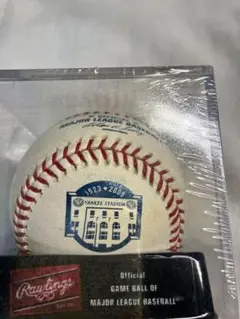 MAJOR LEAGUE BASEBALL
1923 ★ 2008
YANKEE STADIUM
Rawlings
Official
GAME BALL OF
MAJOR LEAGUE BASEBALL